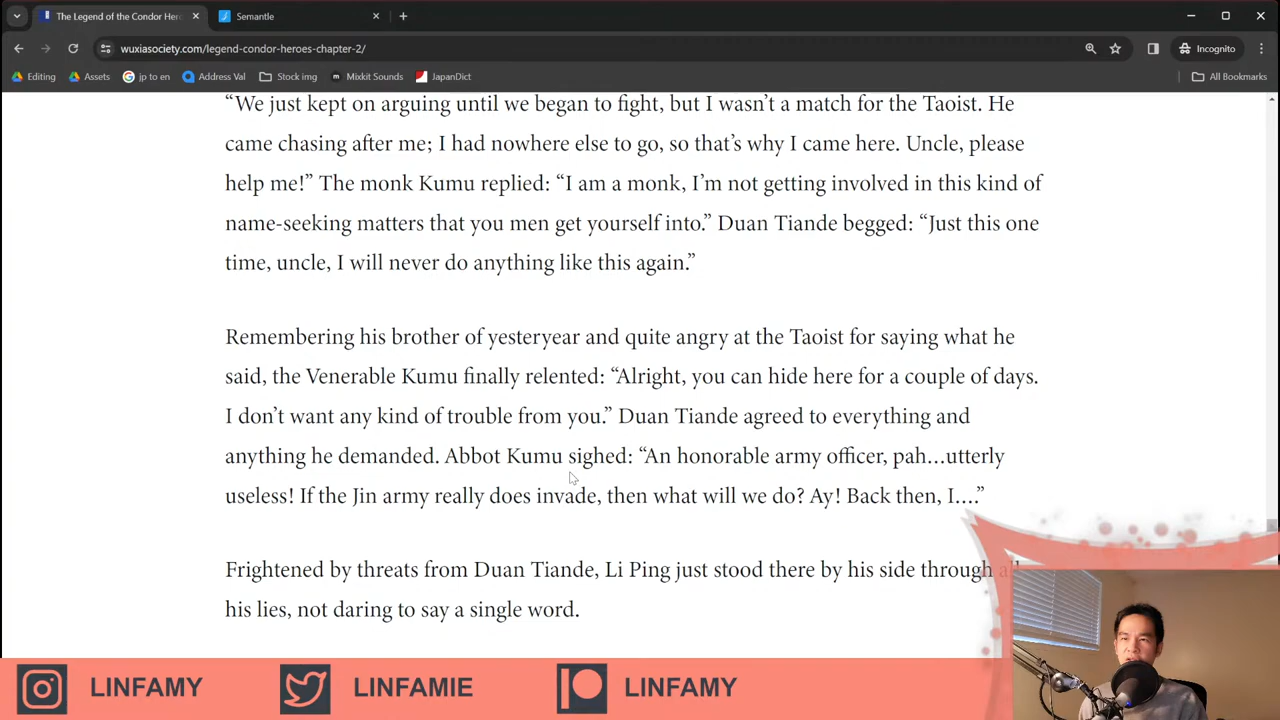 The Legend of the Condor Hero
Semantle
wuxiasociety.com/legend-condor-heroes-chapter-2/
Incognito
Editing
Assets
jp to en
Address Val
Stock img
Mixkit Sounds
JapanDict
All Bookmarks
“We just kept on arguing until we began to fight, but I wasn’t a match for the Taoist. He
came chasing after me; I had nowhere else to go, so that’s why I came here. Uncle, please
help me!” The monk Kumu replied: “I am a monk, I’m not getting involved in this kind of
name-seeking matters that you men get yourself into.” Duan Tiande begged: “Just this one
time, uncle, I will never do anything like this again.”
Remembering his brother of yesteryear and quite angry at the Taoist for saying what he
said, the Venerable Kumu finally relented: “Alright, you can hide here for a couple of days.
I don’t want any kind of trouble from you.” Duan Tiande agreed to everything and
anything he demanded. Abbot Kumu sighed: “An honorable army officer, pah…utterly
useless! If the Jin army really does invade, then what will we do? Ay! Back then, I….”
Frightened by threats from Duan Tiande, Li Ping just stood there by his side through all
his lies, not daring to say a single word.
LINFAMY
LINFAMIE
LINFAMY